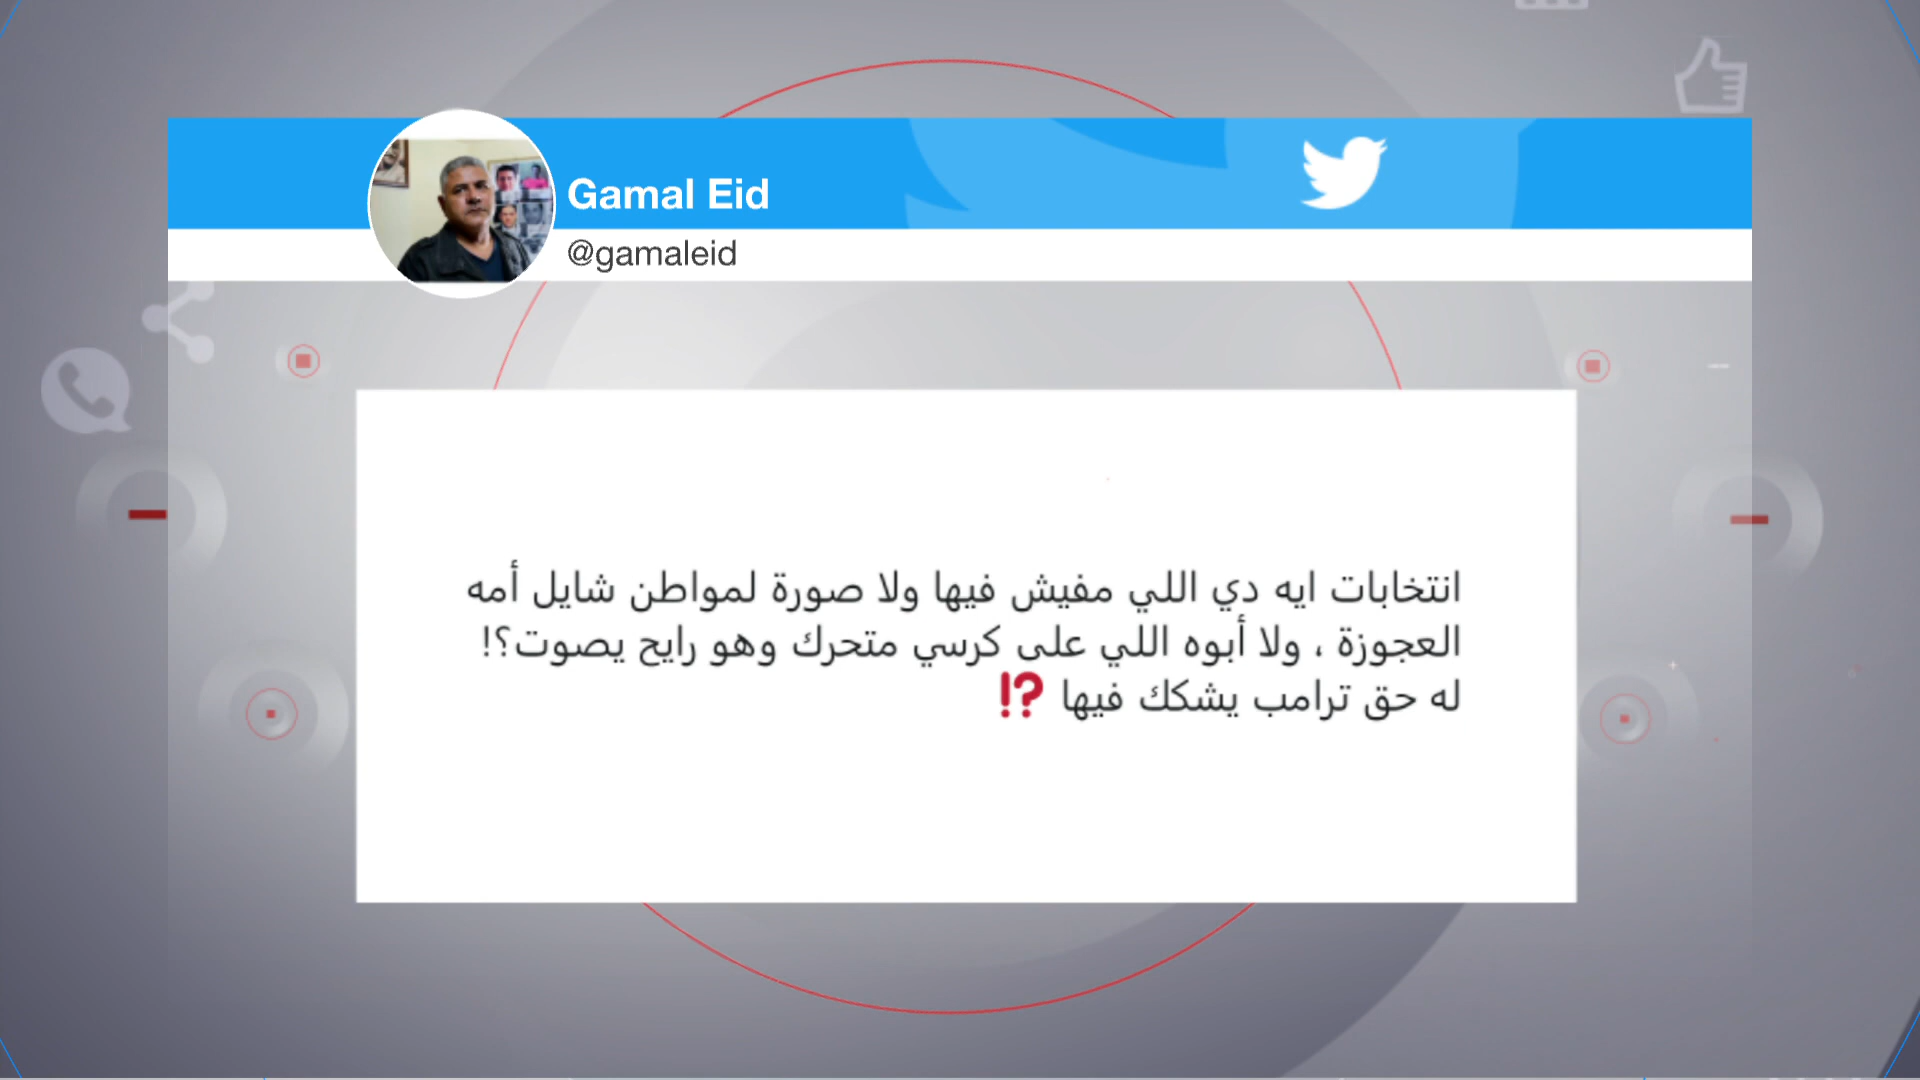 Gamal Eid
@gamaleid
انتخابات ايه دي اللي مفيش فيها ولا صورة لمواطن شايل أمه
العجوزة ، ولا أبوه اللي على كرسي متحرك وهو رايح يصوت؟!
له حق ترامب يشكك فيها ⁉️